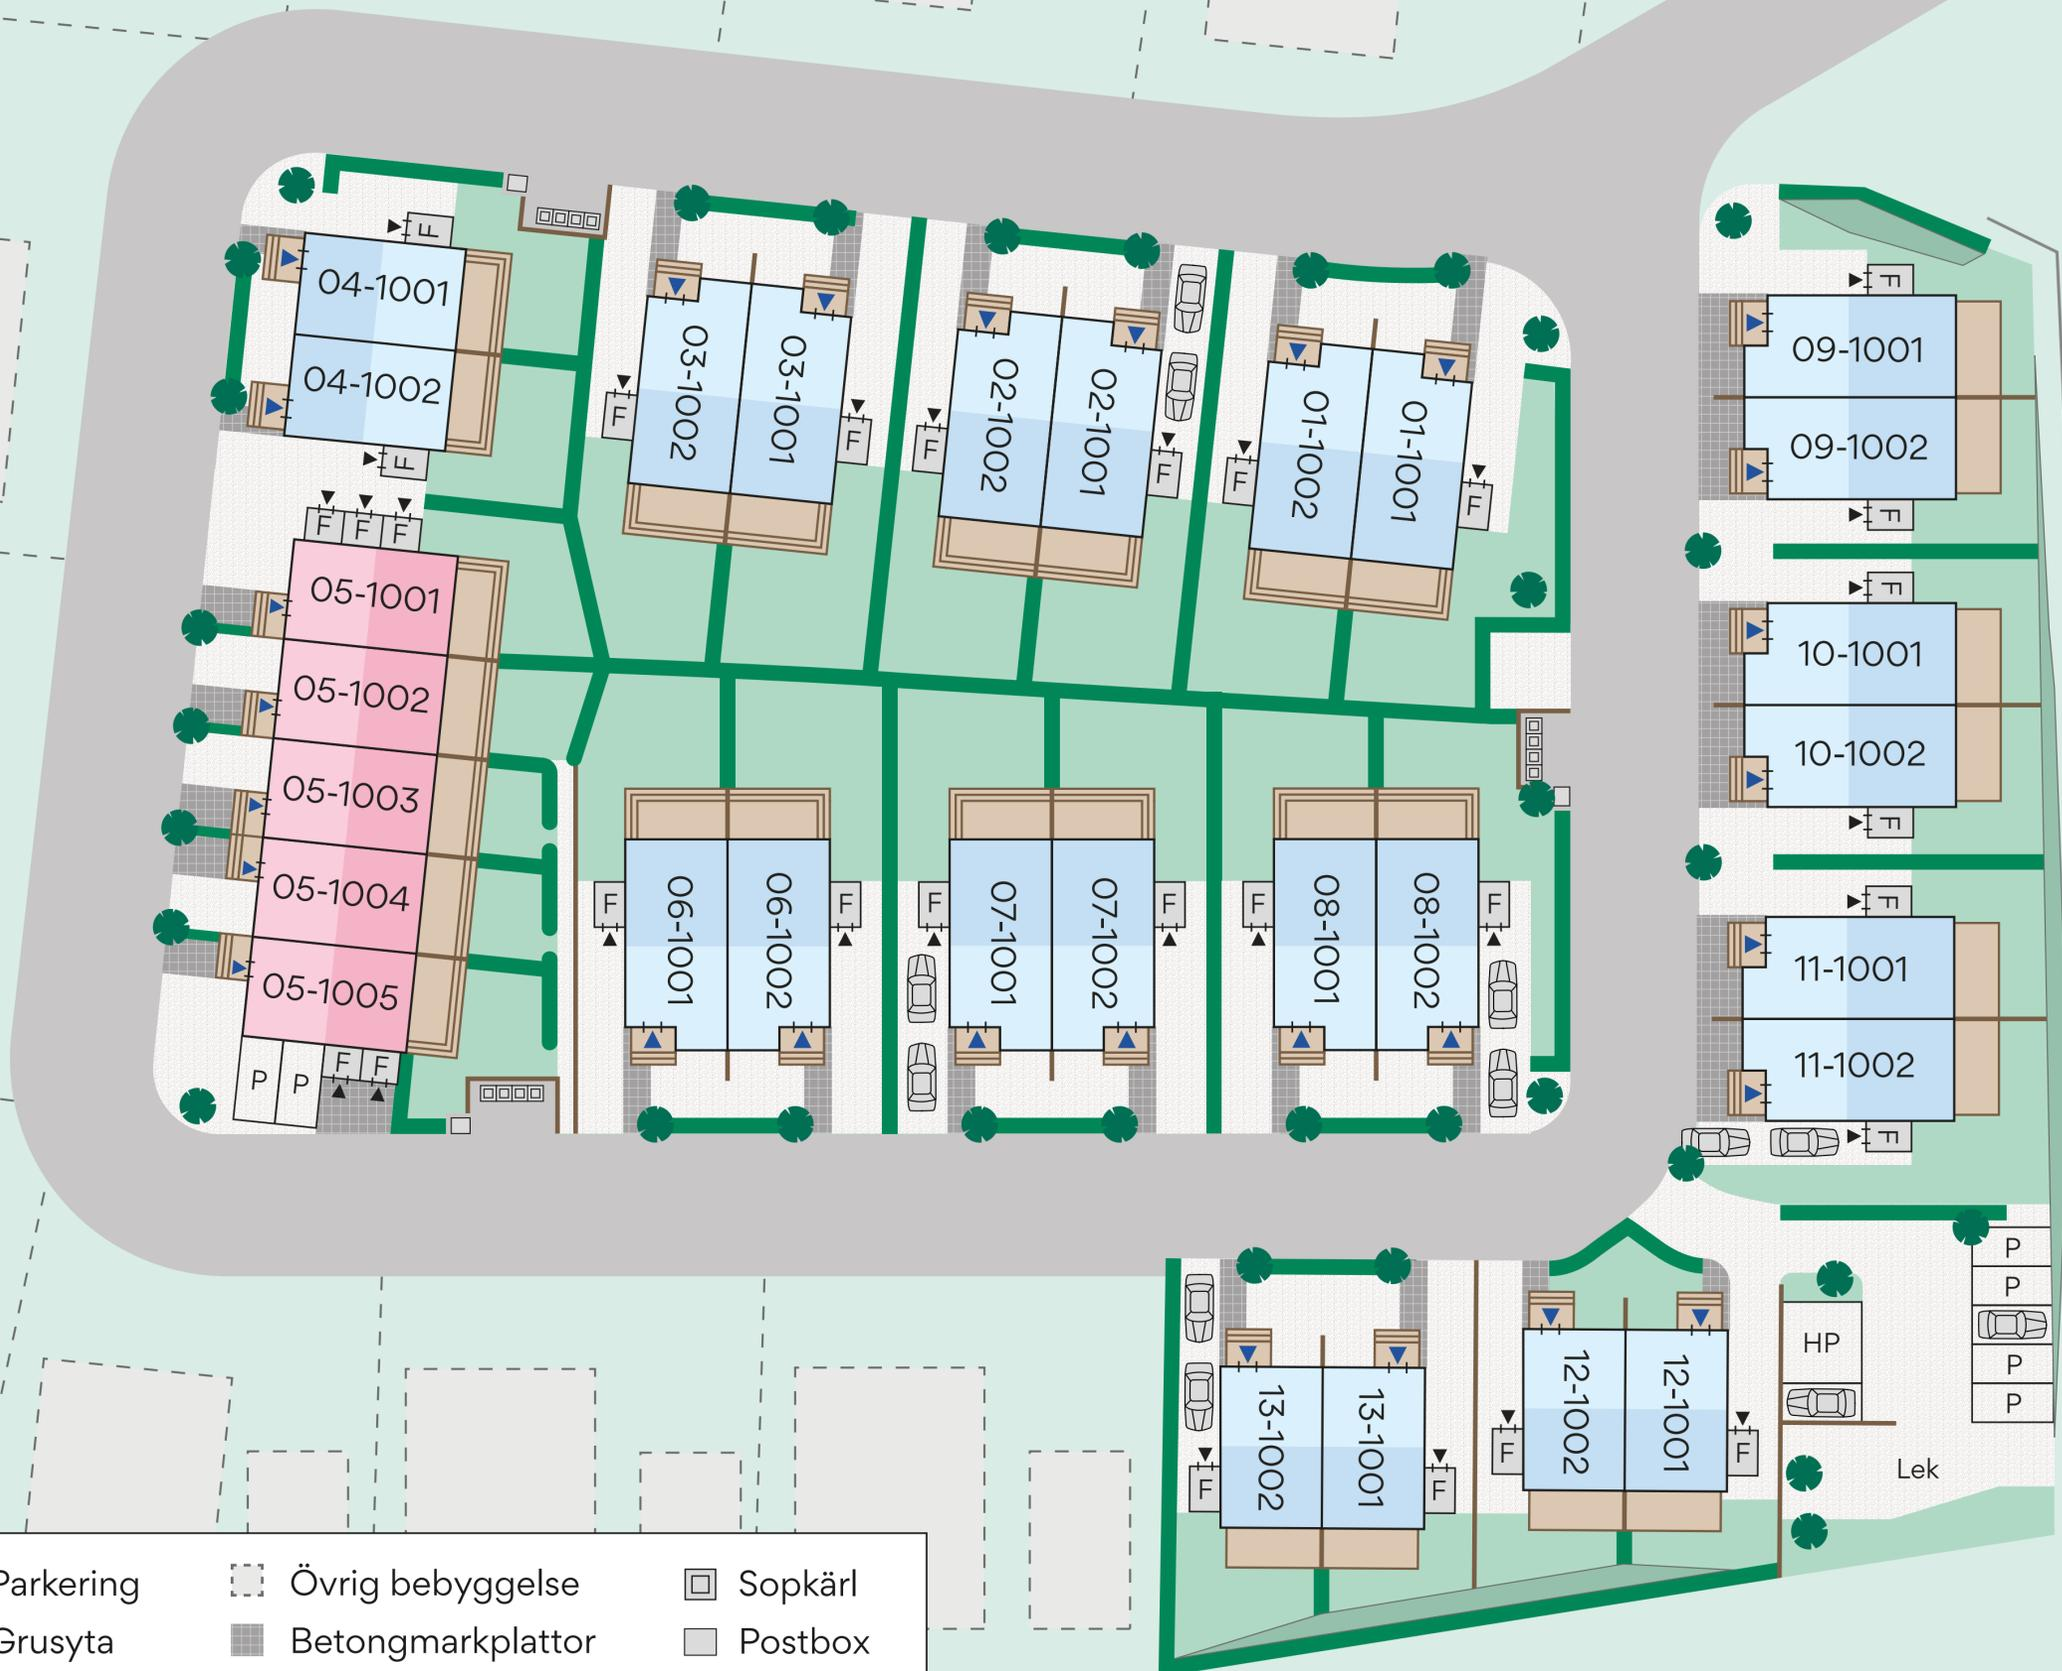 F
04-1001
04-1002
F
03-1002
03-1001
F
F
02-1002
02-1001
F
F
01-1002
01-1001
F
F
F
09-1001
09-1002
F
F
F
F
05-1001
05-1002
05-1003
05-1004
05-1005
P
P
F
F
F
10-1001
10-1002
F
F
06-1001
06-1002
F
F
07-1001
07-1002
F
F
08-1001
08-1002
F
F
11-1001
11-1002
F
F
13-1002
13-1001
F
F
12-1002
12-1001
F
HP
P
P
P
P
Lek
Parkering
Övrig bebyggelse
Sopkärl
Grusyta
Betongmarkplattor
Postbox